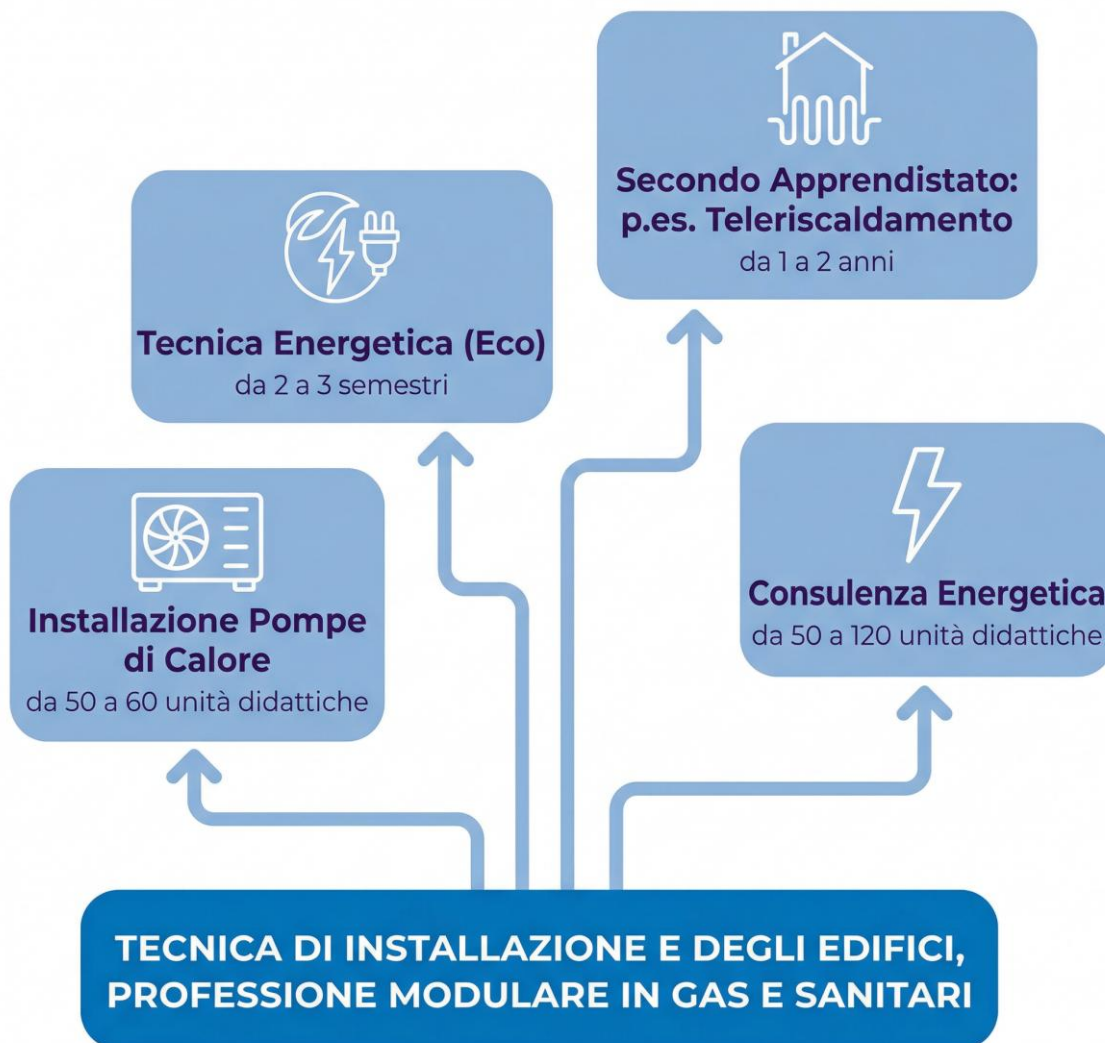 Secondo Apprendistato:
p.es. Teleriscaldamento
da 1 a 2 anni
Tecnica Energetica (Eco)
da 2 a 3 semestri
Consulenza Energetica
da 50 a 120 unità didattiche
Installazione Pompe
di Calore
da 50 a 60 unità didattiche
TECNICA DI INSTALLAZIONE E DEGLI EDIFICI,
PROFESSIONE MODULARE IN GAS E SANITARI